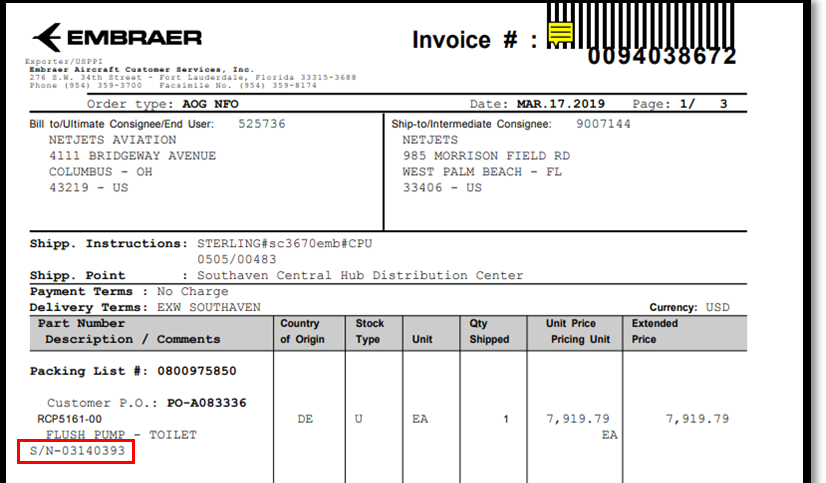 EMBRAER
Invoice # :
0094038672
Exporter/USPPI
Embraer Aircraft Customer Services, Inc.
276 S.W. 34th Street - Fort Lauderdale, Florida 33315-3688
Phone (954) 359-3700 Facsimile No. (954) 359-8174
Order type: AOG NFO Date: MAR.17.2019 Page: 1/ 3
Bill to/Ultimate Consignee/End User: 525736 Ship-to/Intermediate Consignee: 9007144
NETJETS AVIATION NETJETS
4111 BRIDGEWAY AVENUE 985 MORRISON FIELD RD
COLUMBUS - OH WEST PALM BEACH - FL
43219 - US 33406 - US
Shipp. Instructions: STERLING#sc3670emb#CPU
0505/00483
Shipp. Point : Southaven Central Hub Distribution Center
Payment Terms : No Charge
Delivery Terms: EXW SOUTHAVEN Currency: USD
Part Number Country Stock Qty Unit Price Extended
Description / Comments of Origin Type Unit Shipped Pricing Unit Price
Packing List #: 0800975850
Customer P.O.: PO-A083336
RCP5161-00 DE U EA 1 7,919.79 7,919.79
FLUSH PUMP - TOILET EA
S/N-03140393